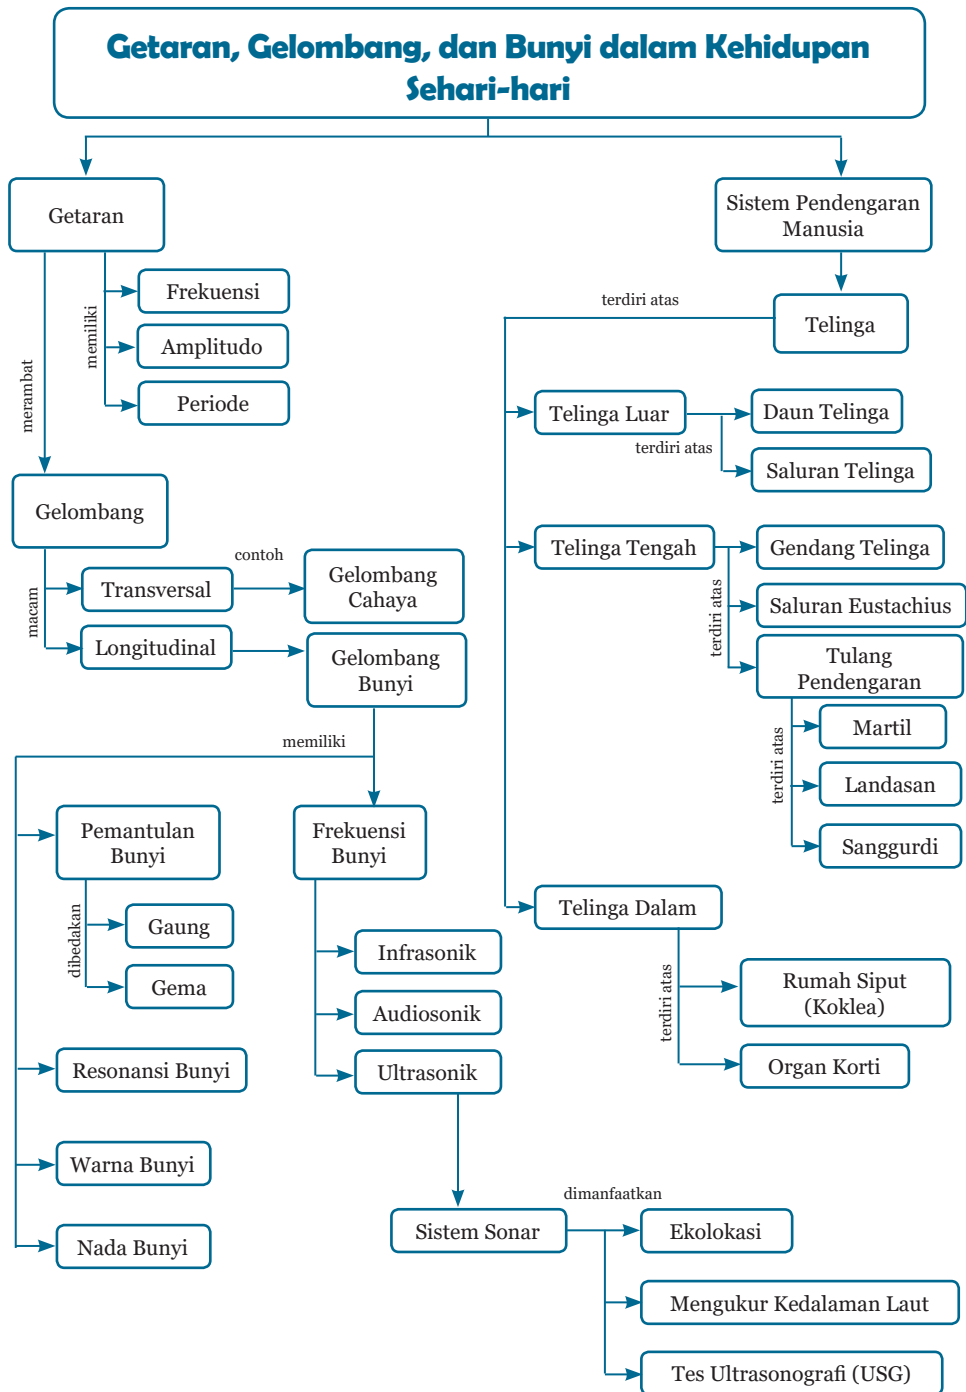 Getaran, Gelombang, dan Bunyi dalam Kehidupan
Sehari-hari
Getaran
memiliki
Frekuensi
Amplitudo
Periode
merambat
Gelombang
macam
Transversal
contoh
Gelombang
Cahaya
Longitudinal
Gelombang
Bunyi
memiliki
Pemantulan
Bunyi
dibedakan
Gaung
Gema
Resonansi Bunyi
Warna Bunyi
Nada Bunyi
Frekuensi
Bunyi
Infrasonik
Audiosonik
Ultrasonik
Sistem Sonar
dimanfaatkan
Ekolokasi
Mengukur Kedalaman Laut
Tes Ultrasonografi (USG)
Sistem Pendengaran
Manusia
Telinga
terdiri atas
Telinga Luar
terdiri atas
Daun Telinga
Saluran Telinga
Telinga Tengah
terdiri atas
Gendang Telinga
Saluran Eustachius
Tulang
Pendengaran
terdiri atas
Martil
Landasan
Sanggurdi
Telinga Dalam
terdiri atas
Rumah Siput
(Koklea)
Organ Korti